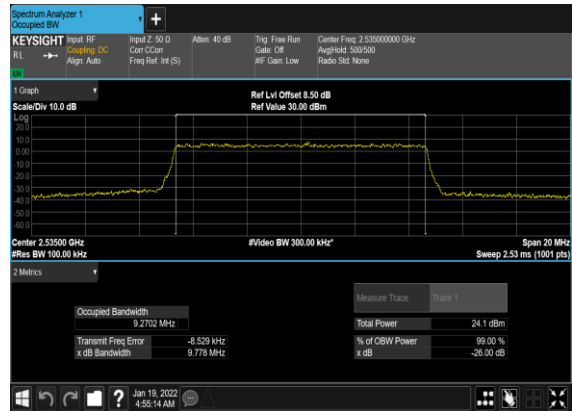 Spectrum Analyzer 1
Occupied BW
KEYSIGHT Input: RF Input Z: 50 Ω Atten: 40 dB Trig: Free Run Center Freq: 2.535000000 GHz
RL Coupling: DC Corr CCorr Gate: Off Avg|Hold: 500/500
Align: Auto Freq Ref: Int (S) #IF Gain: Low Radio Std: None
1 Graph
Ref Lvl Offset 8.50 dB
Scale/Div 10.0 dB Ref Value 30.00 dBm
Log
20.0
10.0
0.00
-10.0
-20.0
-30.0
-40.0
-50.0
-60.0
Center 2.53500 GHz #Video BW 300.00 kHz* Span 20 MHz
#Res BW 100.00 kHz Sweep 2.53 ms (1001 pts)
2 Metrics
Measure Trace Trace 1
Occupied Bandwidth
9.2702 MHz Total Power 24.1 dBm
Transmit Freq Error -8.529 kHz % of OBW Power 99.00 %
x dB Bandwidth 9.778 MHz x dB -26.00 dB
? Jan 19, 2022
4:55:14 AM